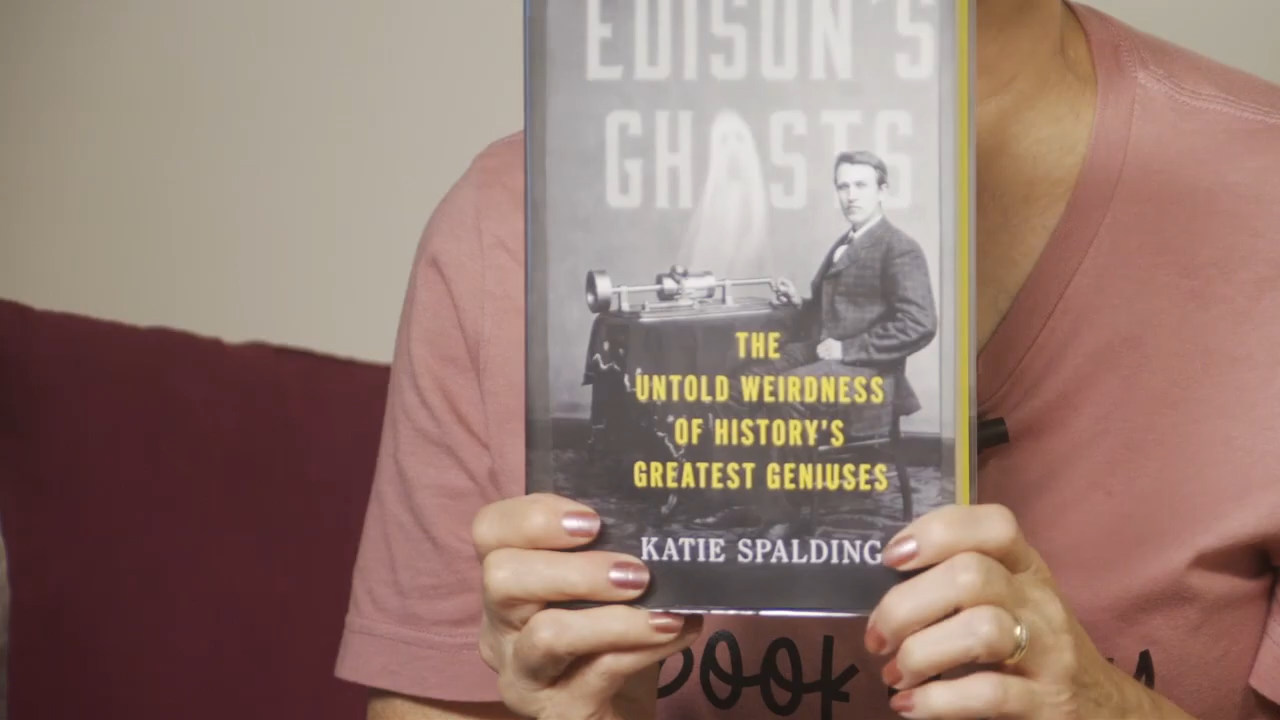 EDISON'S
GHOSTS
THE
UNTOLD WEIRDNESS
OF HISTORY'S
GREATEST GENIUSES
KATIE SPALDING